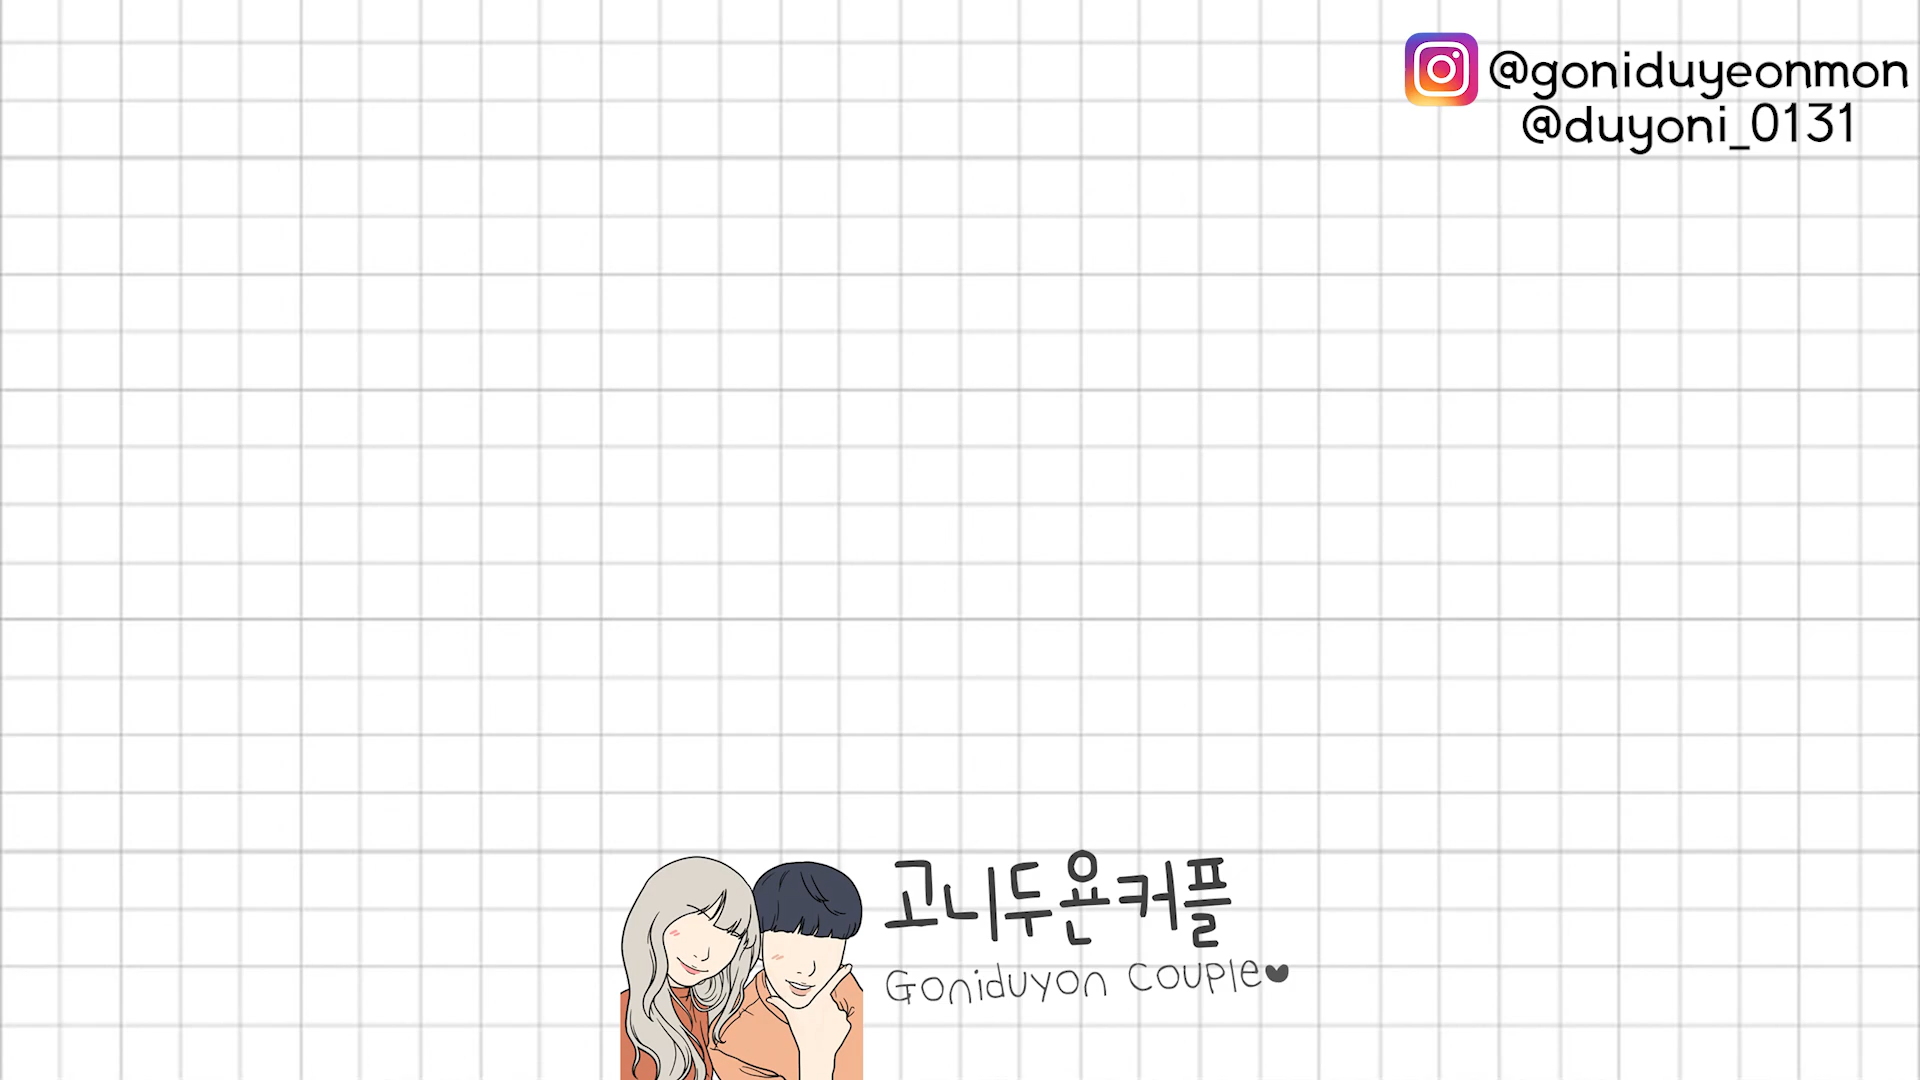 @goniduyeonmon
@duyoni_0131
고니두욘커플
Goniduyon Couple♥